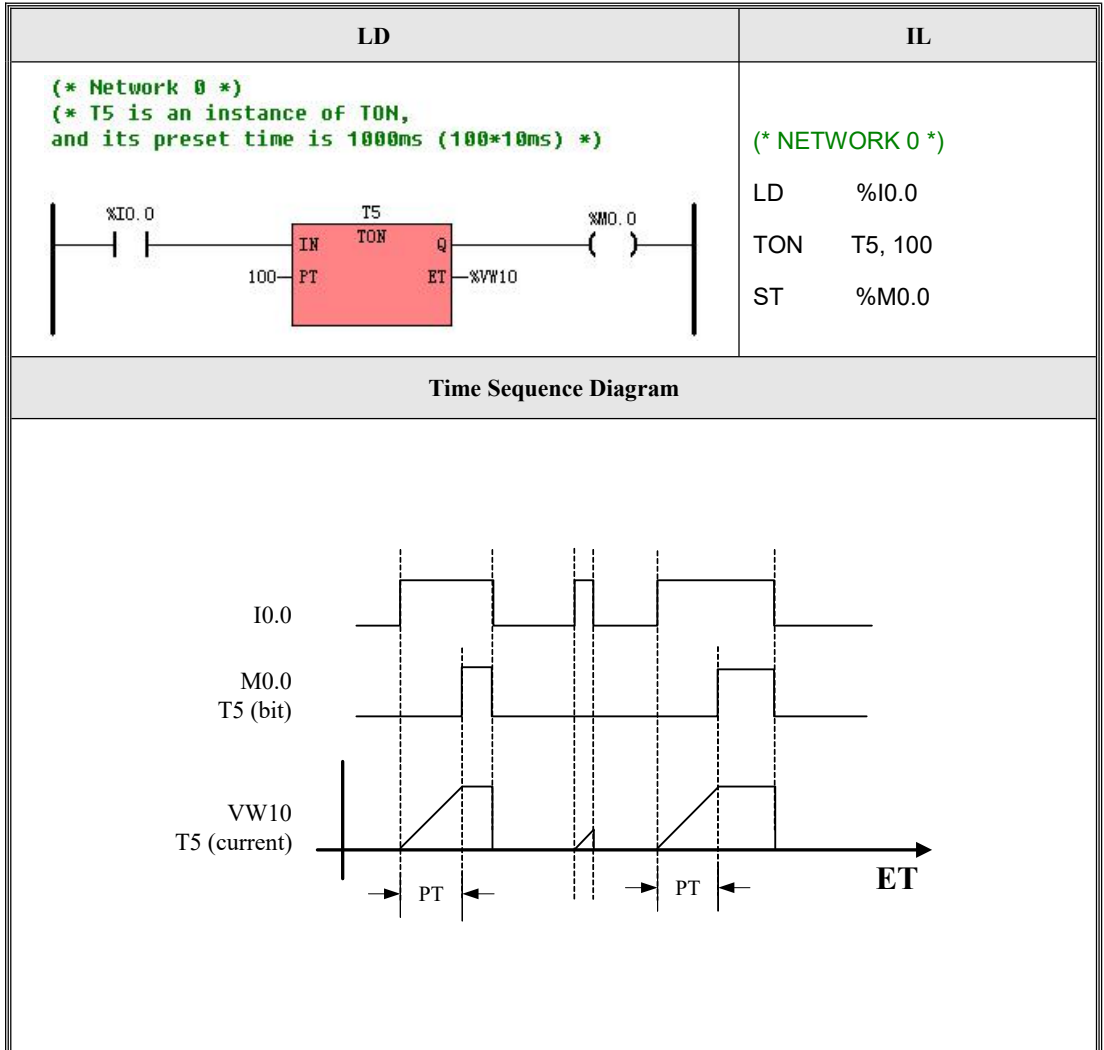 LD
IL
(* Network 0 *)
(* T5 is an instance of TON,
and its preset time is 1000ms (100*10ms) *)
%I0.0
T5
TON
%M0.0
IN
Q
100
PT
ET
%VW10
(* NETWORK 0 *)
LD %I0.0
TON T5, 100
ST %M0.0
Time Sequence Diagram
I0.0
M0.0
T5 (bit)
VW10
T5 (current)
ET
PT
PT